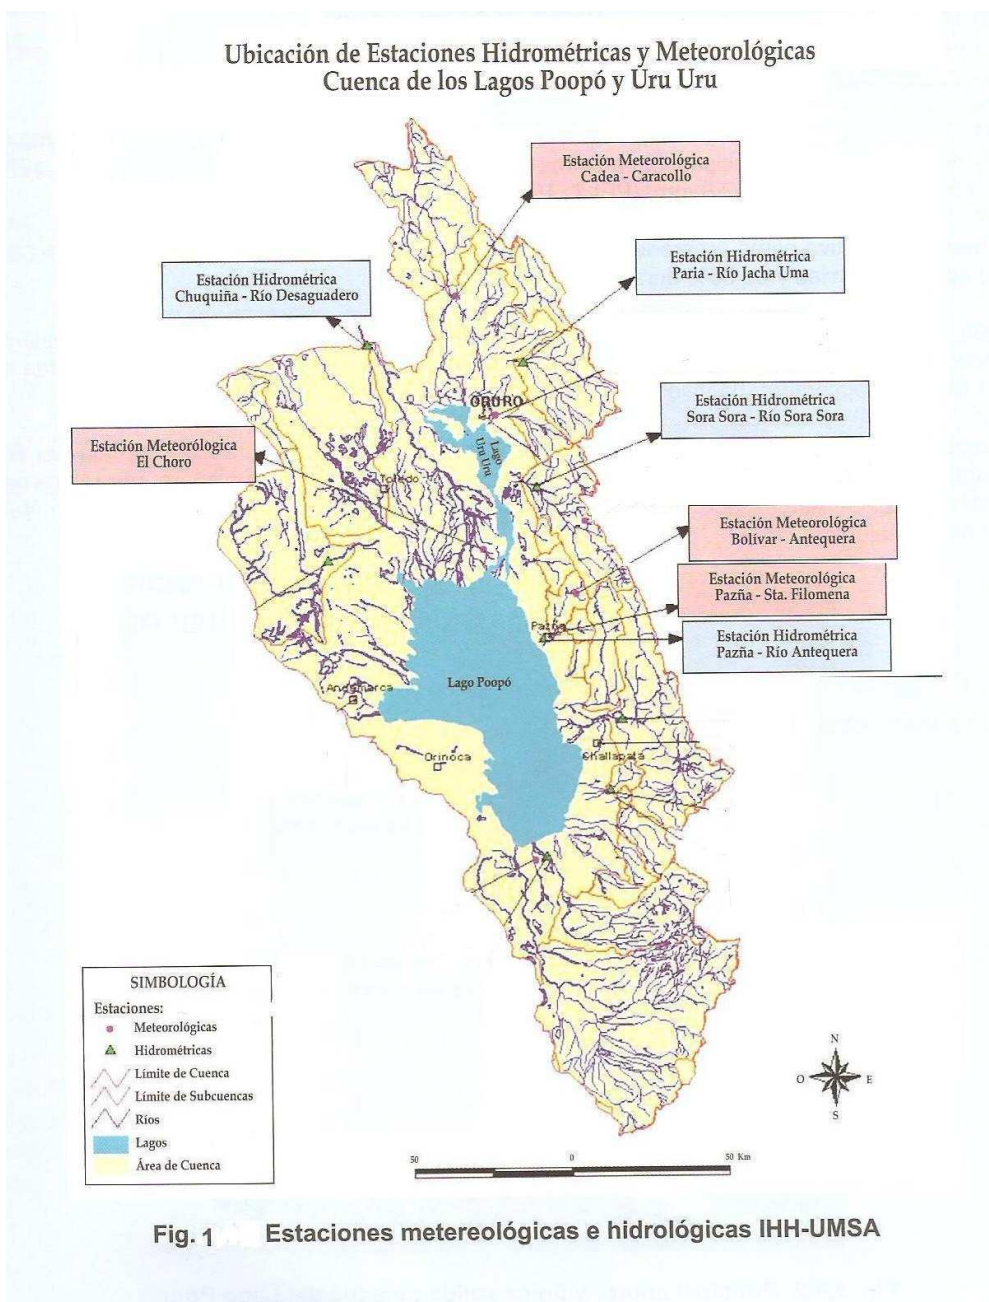 Ubicación de Estaciones Hidrométricas y Meteorológicas
Cuenca de los Lagos Poopó y Uru Uru
Estación Meteorológica
Cadea - Caracollo
Estación Hidrométrica
Paria - Río Jacha Uma
Estación Hidrométrica
Chuquiña - Río Desaguadero
ORURO
Estación Hidrométrica
Sora Sora - Río Sora Sora
Estación Meteorólogica
El Choro
Lago
Uru Uru
Toledo
Estación Meteorológica
Bolívar - Antequera
Estación Meteorológica
Pazña - Sta. Filomena
Pazña
Estación Hidrométrica
Pazña - Río Antequera
Lago Poopó
Andamarca
Challapata
Orinoca
SIMBOLOGÍA
Estaciones:
Meteorológicas
Hidrométricas
Límite de Cuenca
Límite de Subcuencas
Ríos
Lagos
Área de Cuenca
N
O E
S
50 0 50 Km
Fig. 1 Estaciones metereológicas e hidrológicas IHH-UMSA